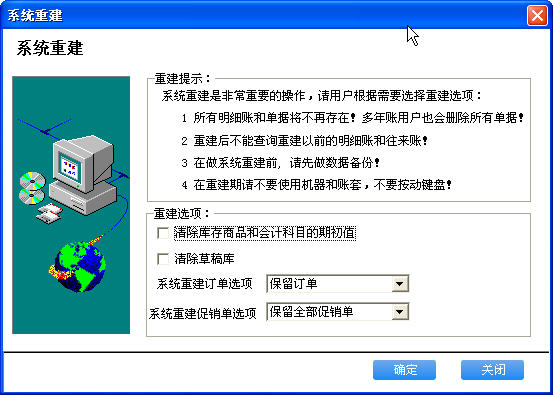 系统重建
系统重建
重建提示：
系统重建是非常重要的操作，请用户根据需要选择重建选项：
1 所有明细账和单据将不再存在！多年账用户也会删除所有单据！
2 重建后不能查询重建以前的明细账和往来账！
3 在做系统重建前，请先做数据备份！
4 在重建期请不要使用机器和账套，不要按动键盘！
重建选项：
清除库存商品和会计科目的期初值
清除草稿库
系统重建订单选项 保留订单
系统重建促销单选项 保留全部促销单
确定 关闭